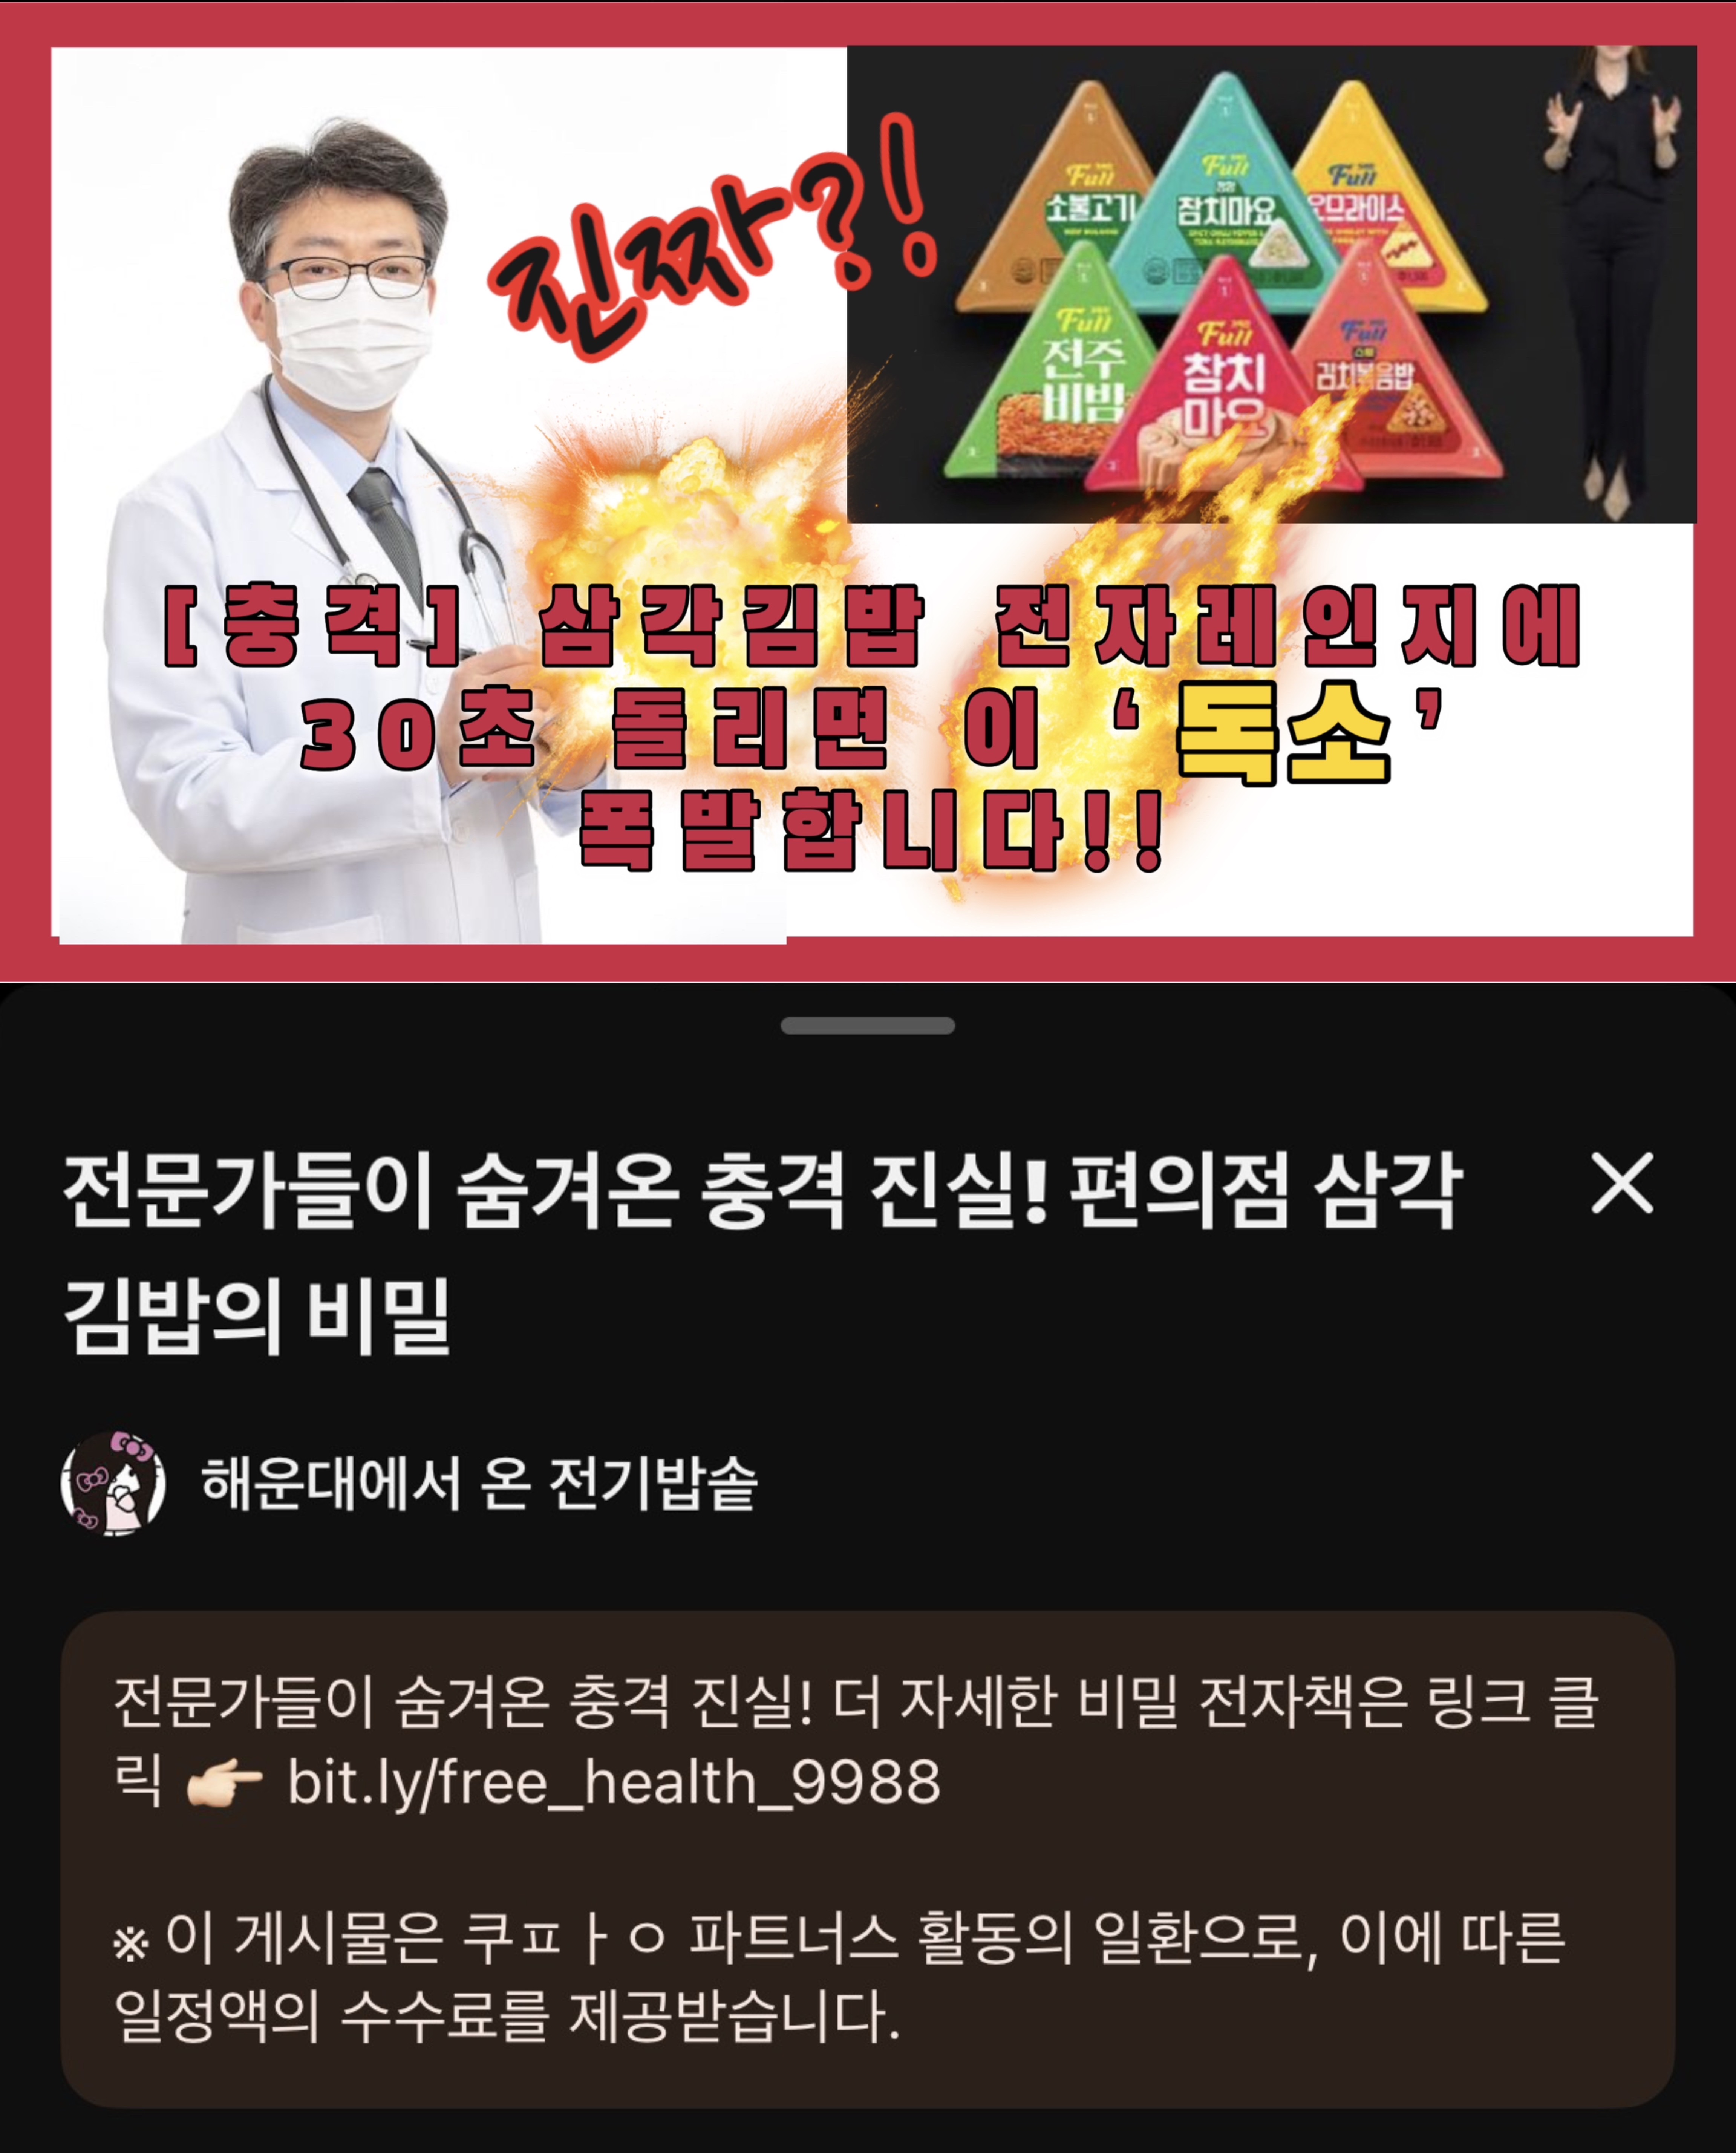 진짜?!
Full
소불고기
Full
참치마요
Full
오므라이스
Full
전주
비빔
Full
참치
마요
Full
김치볶음밥
[충격] 삼각김밥 전자레인지에
30초 돌리면 이 ‘독소’
폭발합니다!!
전문가들이 숨겨온 충격 진실! 편의점 삼각
김밥의 비밀
해운대에서 온 전기밥솥
전문가들이 숨겨온 충격 진실! 더 자세한 비밀 전자책은 링크 클
릭 👉🏻 bit.ly/free_health_9988
※ 이 게시물은 쿠ㅍㅏㅇ 파트너스 활동의 일환으로, 이에 따른
일정액의 수수료를 제공받습니다.